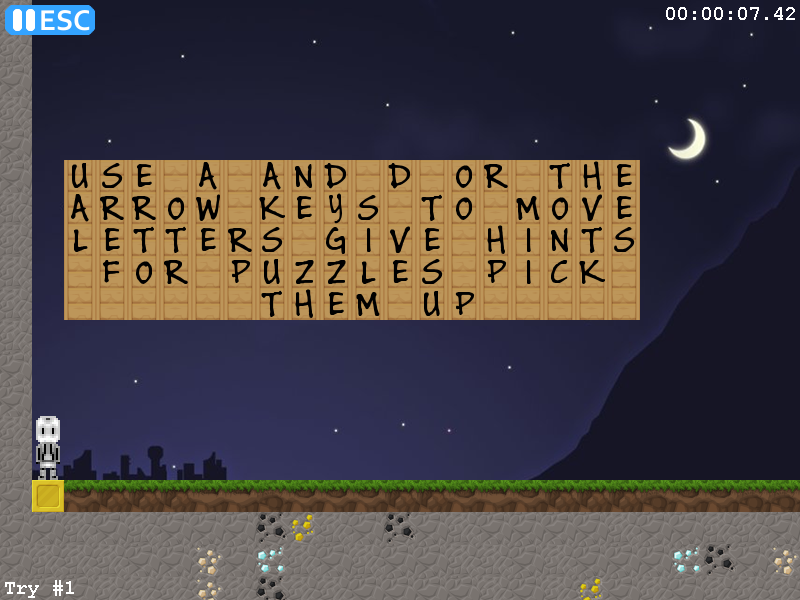 ESC
00:00:07.42
USE A AND D OR THE
ARROW KEYS TO MOVE
LETTERS GIVE HINTS
FOR PUZZLES PICK
THEM UP
Try #1